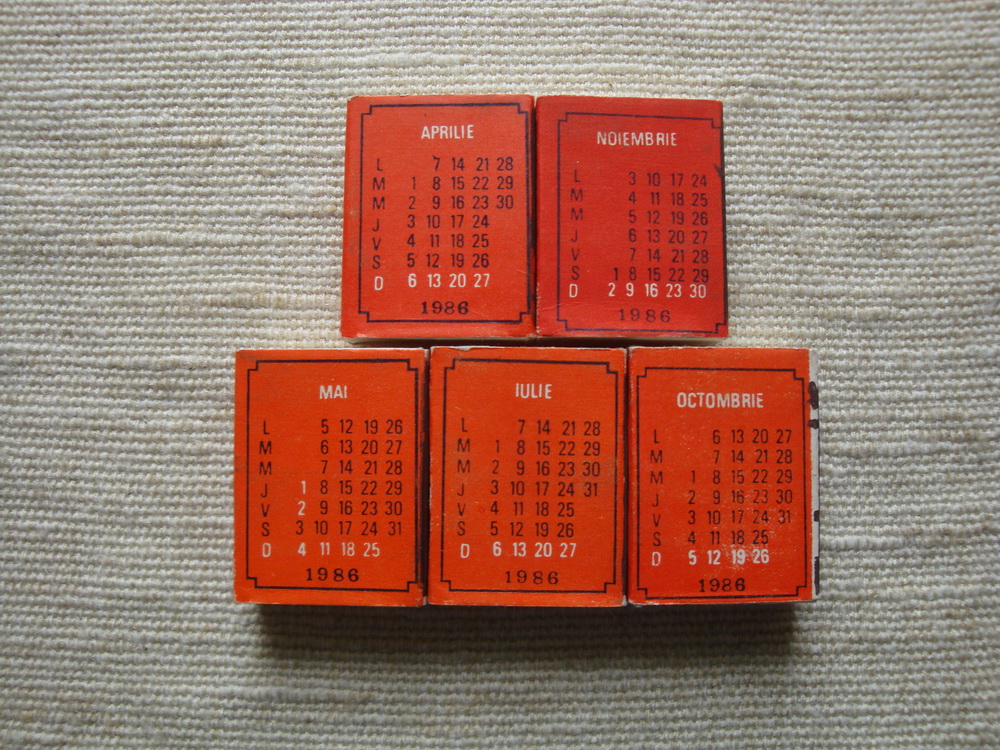 APRILIE
L 7 14 21 28
M 1 8 15 22 29
M 2 9 16 23 30
J 3 10 17 24
V 4 11 18 25
S 5 12 19 26
D 6 13 20 27
1986
NOIEMBRIE
L 3 10 17 24
M 4 11 18 25
M 5 12 19 26
J 6 13 20 27
V 7 14 21 28
S 1 8 15 22 29
D 2 9 16 23 30
1986
MAI
L 5 12 19 26
M 6 13 20 27
M 7 14 21 28
J 1 8 15 22 29
V 2 9 16 23 30
S 3 10 17 24 31
D 4 11 18 25
1986
IULIE
L 7 14 21 28
M 1 8 15 22 29
M 2 9 16 23 30
J 3 10 17 24 31
V 4 11 18 25
S 5 12 19 26
D 6 13 20 27
1986
OCTOMBRIE
L 6 13 20 27
M 7 14 21 28
M 1 8 15 22 29
J 2 9 16 23 30
V 3 10 17 24 31
S 4 11 18 25
D 5 12 19 26
1986